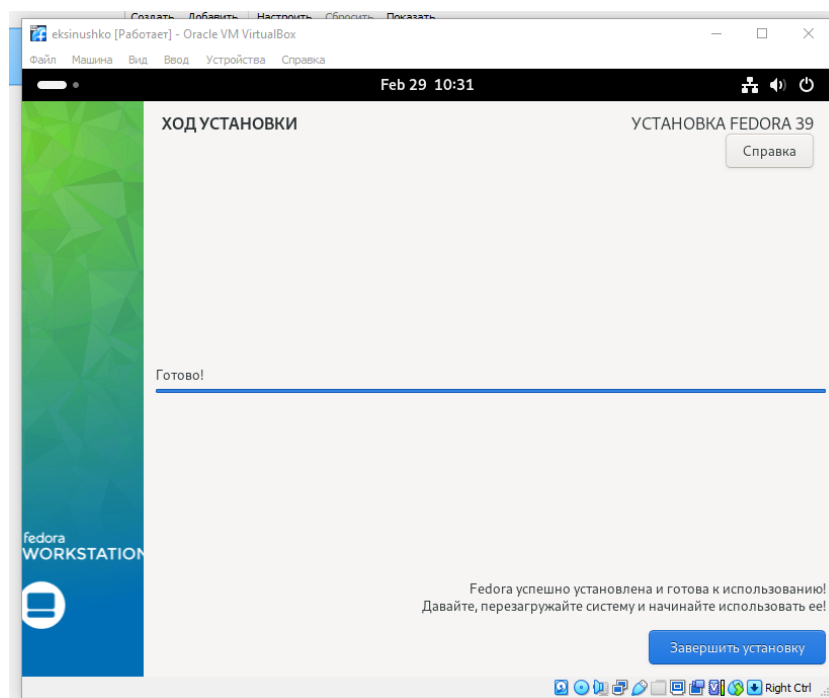 Создать Добавить Настроить Сбросить Показать
eksinushko [Работает] - Oracle VM VirtualBox
Файл Машина Вид Ввод Устройства Справка
Feb 29 10:31
ХОД УСТАНОВКИ
УСТАНОВКА FEDORA 39
Справка
Готово!
fedora
WORKSTATION
Fedora успешно установлена и готова к использованию!
Давайте, перезагружайте систему и начинайте использовать ее!
Завершить установку
Right Ctrl